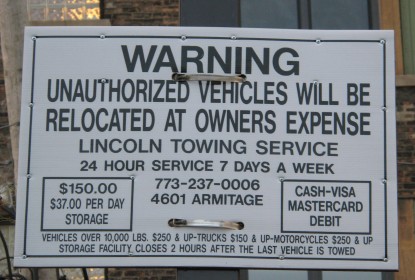 WARNING
UNAUTHORIZED VEHICLES WILL BE
RELOCATED AT OWNERS EXPENSE
LINCOLN TOWING SERVICE
24 HOUR SERVICE 7 DAYS A WEEK
$150.00
$37.00 PER DAY
STORAGE
773-237-0006
4601 ARMITAGE
CASH-VISA
MASTERCARD
DEBIT
VEHICLES OVER 10,000 LBS. $250 & UP-TRUCKS $150 & UP-MOTORCYCLES $250 & UP
STORAGE FACILITY CLOSES 2 HOURS AFTER THE LAST VEHICLE IS TOWED